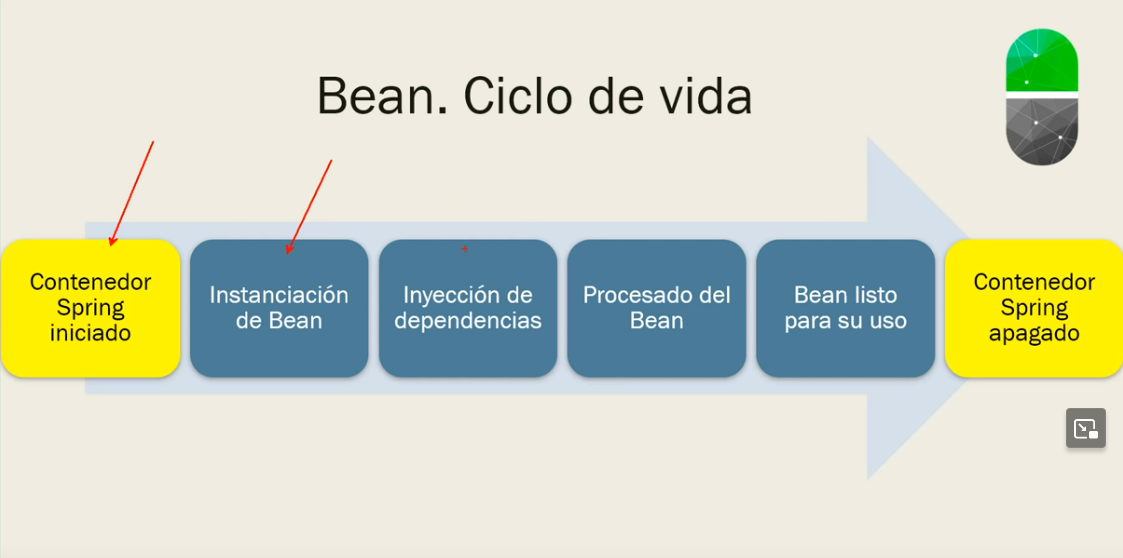 Bean. Ciclo de vida
Contenedor
Spring
iniciado
Instanciación
de Bean
Inyección de
dependencias
Procesado del
Bean
Bean listo
para su uso
Contenedor
Spring
apagado